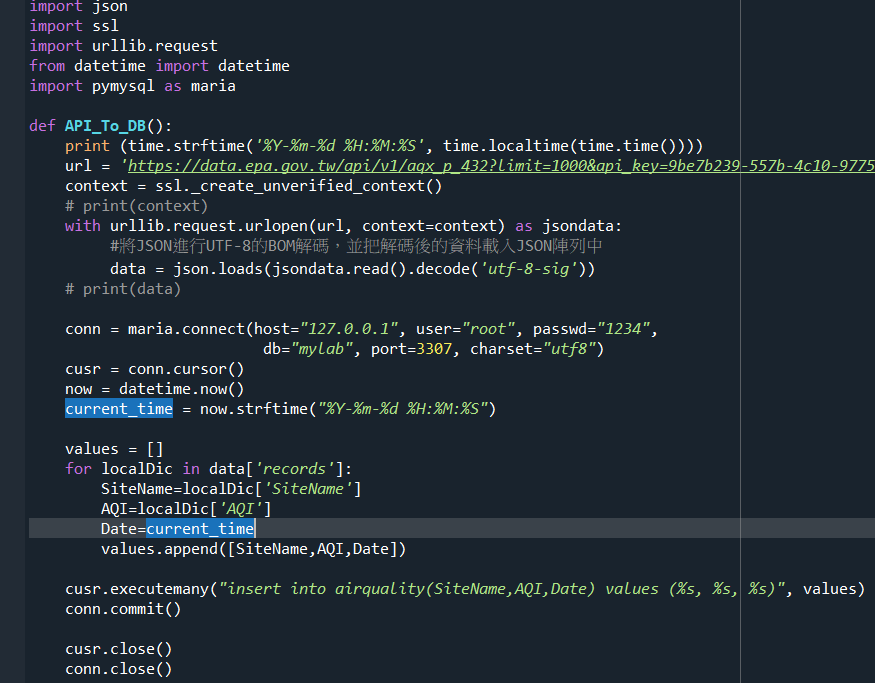 import json
import ssl
import urllib.request
from datetime import datetime
import pymysql as maria
def API_To_DB():
print (time.strftime('%Y-%m-%d %H:%M:%S', time.localtime(time.time())))
url = 'https://data.epa.gov.tw/api/v1/aqx_p_432?limit=1000&api_key=9be7b239-557b-4c10-9775
context = ssl._create_unverified_context()
# print(context)
with urllib.request.urlopen(url, context=context) as jsondata:
#將JSON進行UTF-8的BOM解碼，並把解碼後的資料載入JSON陣列中
data = json.loads(jsondata.read().decode('utf-8-sig'))
# print(data)
conn = maria.connect(host="127.0.0.1", user="root", passwd="1234",
db="mylab", port=3307, charset="utf8")
cusr = conn.cursor()
now = datetime.now()
current_time = now.strftime("%Y-%m-%d %H:%M:%S")
values = []
for localDic in data['records']:
SiteName=localDic['SiteName']
AQI=localDic['AQI']
Date=current_time
values.append([SiteName,AQI,Date])
cusr.executemany("insert into airquality(SiteName,AQI,Date) values (%s, %s, %s)", values)
conn.commit()
cusr.close()
conn.close()